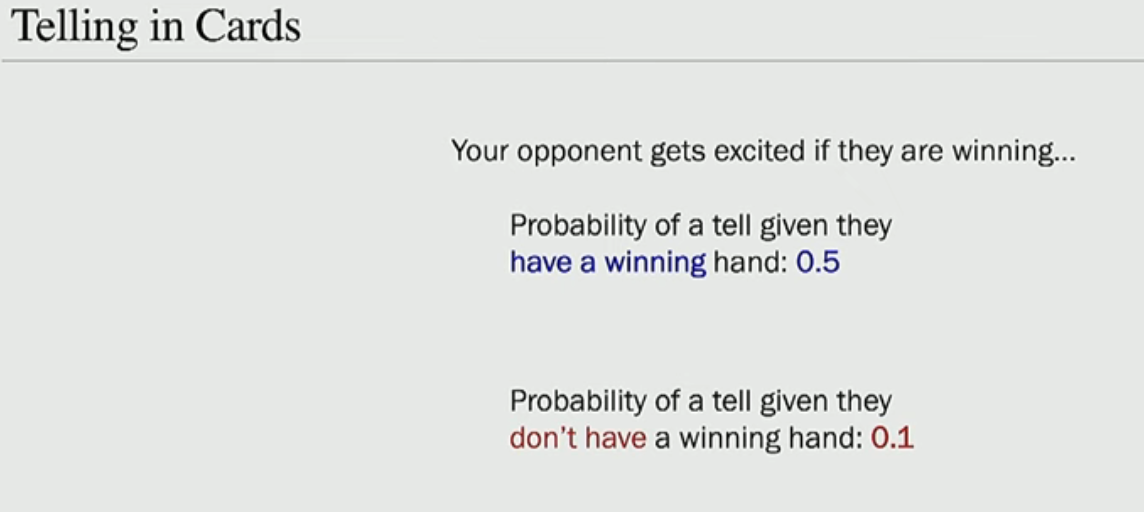 Telling in Cards
Your opponent gets excited if they are winning...
Probability of a tell given they
have a winning hand: 0.5
Probability of a tell given they
don't have a winning hand: 0.1